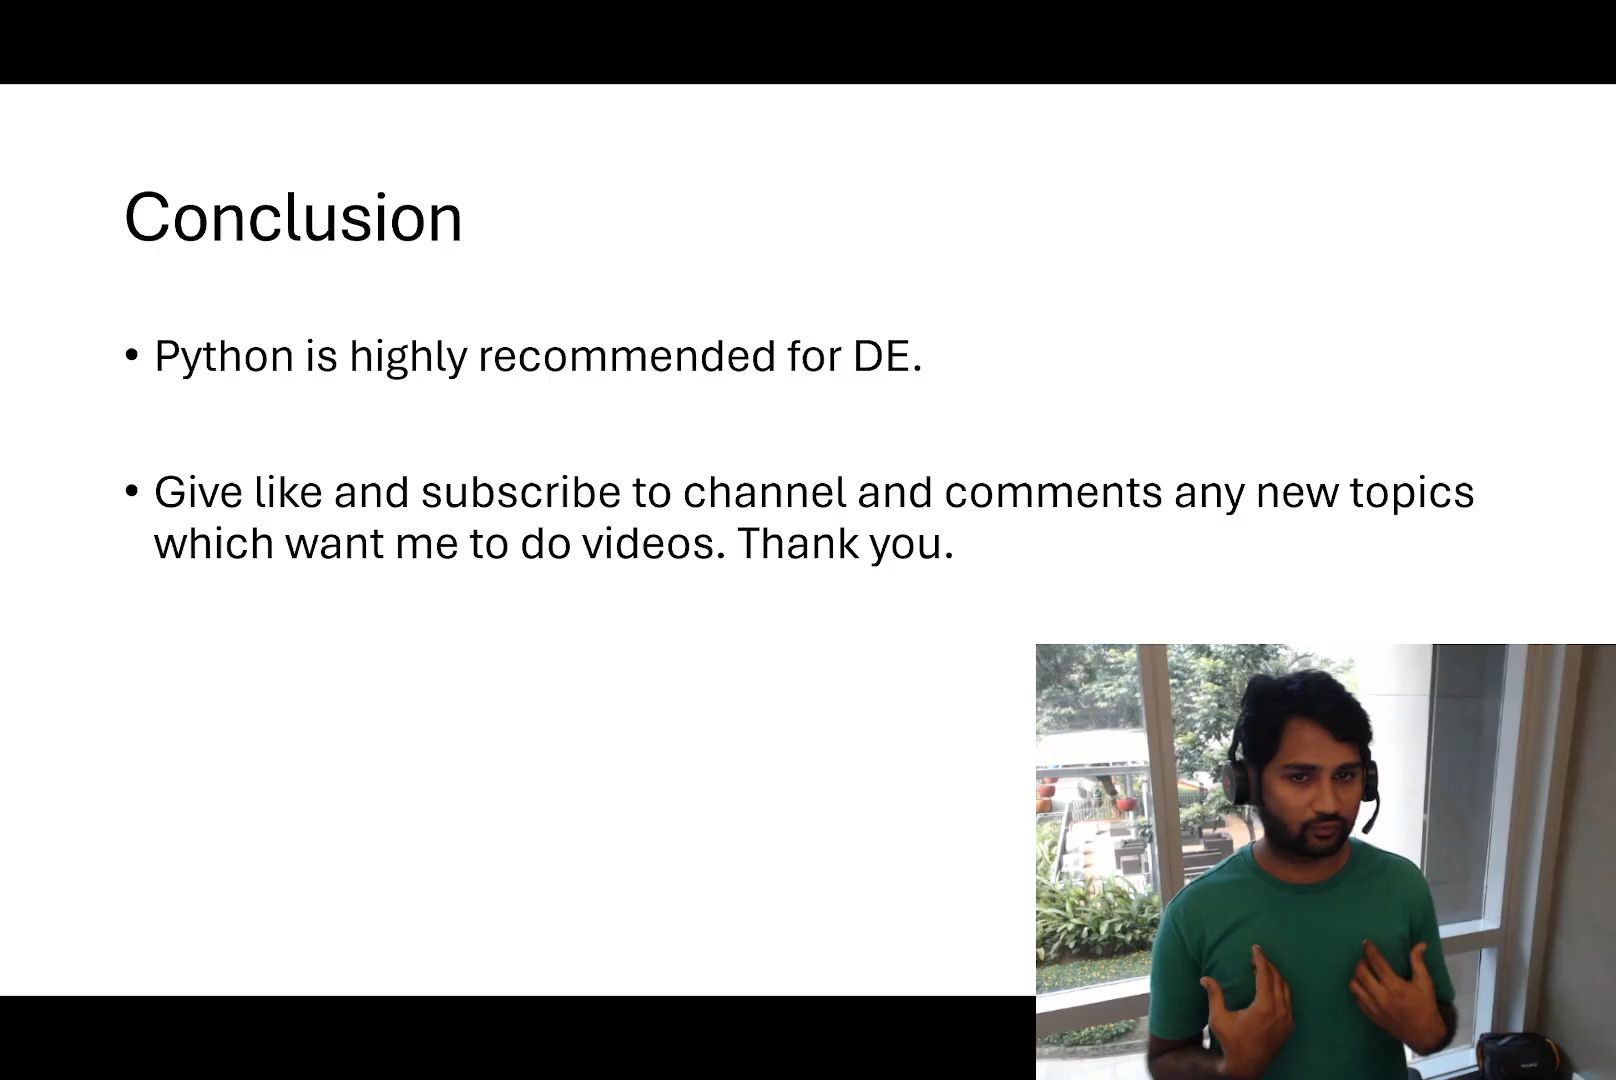 Conclusion
• Python is highly recommended for DE.
• Give like and subscribe to channel and comments any new topics
which want me to do videos. Thank you.